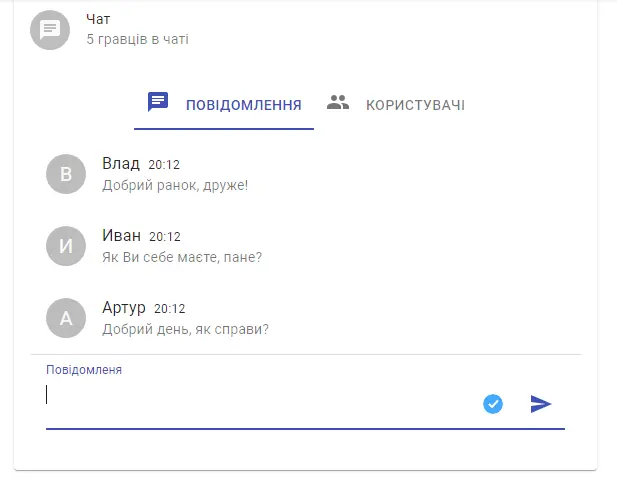 Чат
5 гравців в чаті
ПОВІДОМЛЕННЯ КОРИСТУВАЧІ
В
Влад 20:12
Добрий ранок, друже!
И
Иван 20:12
Як Ви себе маєте, пане?
А
Артур 20:12
Добрий день, як справи?
Повідомленя